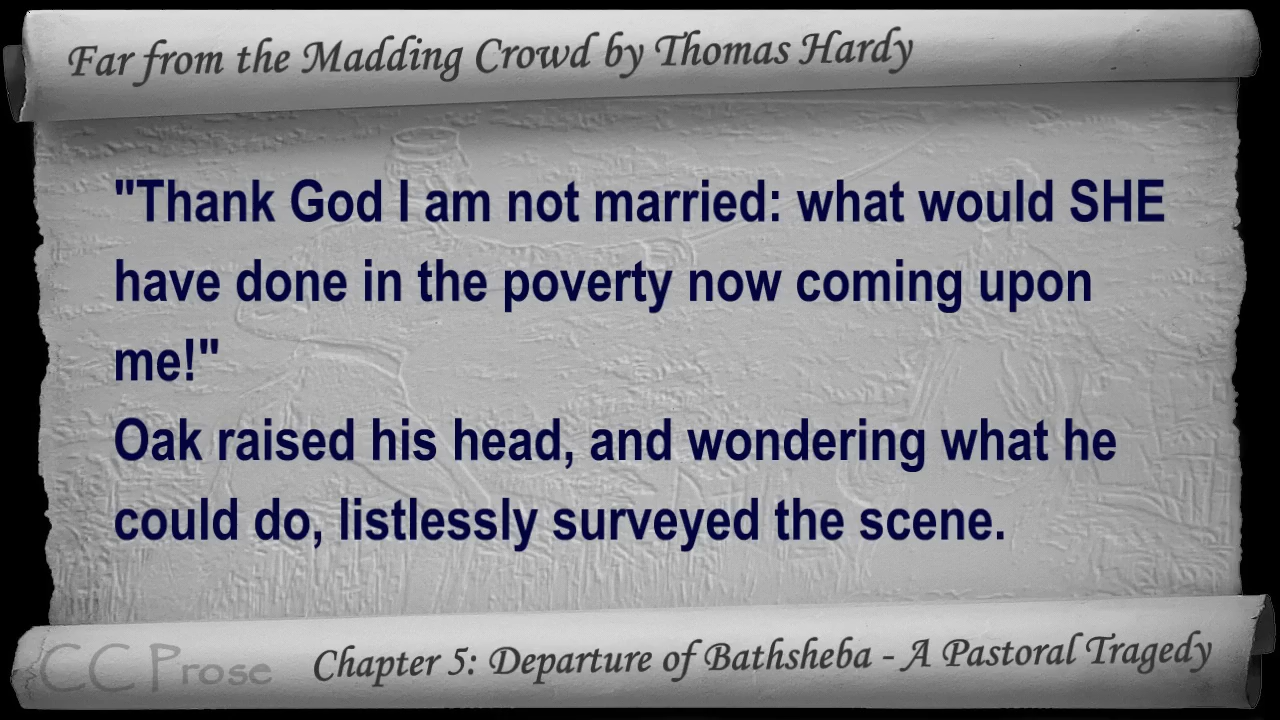 Far from the Madding Crowd by Thomas Hardy
"Thank God I am not married: what would SHE
have done in the poverty now coming upon
me!"
Oak raised his head, and wondering what he
could do, listlessly surveyed the scene.
CC Prose
Chapter 5: Departure of Bathsheba - A Pastoral Tragedy